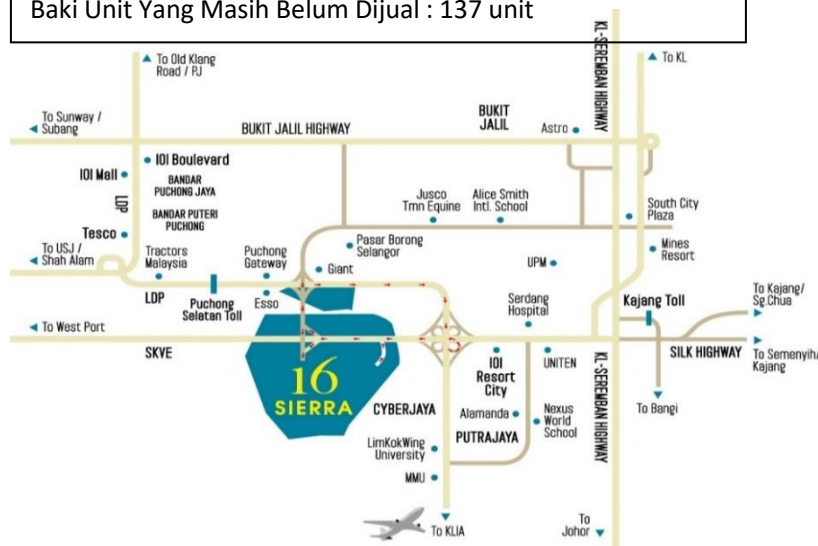 Baki Unit Yang Masih Belum Dijual : 137 unit
To Old Klang
Road / PJ
KL-SEREMBAN HIGHWAY
To KL
To Sunway /
Subang
BUKIT JALIL HIGHWAY
BUKIT
JALIL
Astro
IOI Boulevard
IOI Mall
BANDAR
PUCHONG JAYA
LDP
BANDAR PUTERI
PUCHONG
Jusco
Tmn Equine
Alice Smith
Intl. School
South City
Plaza
Tesco
To USJ /
Shah Alam
Tractors
Malaysia
Puchong
Gateway
Pasar Borong
Selangor
Giant
UPM
Mines
Resort
LDP
Puchong
Selatan Toll
Esso
Serdang
Hospital
Kajang Toll
To Kajang/
Sg.Chua
To West Port
SKVE
16
SIERRA
IOI
Resort
City
UNITEN
KL-SEREMBAN HIGHWAY
SILK HIGHWAY
To Semenyih/
Kajang
CYBERJAYA
Alamanda
PUTRAJAYA
Nexus
World
School
To Bangi
LimKokWing
University
MMU
To KLIA
To
Johor